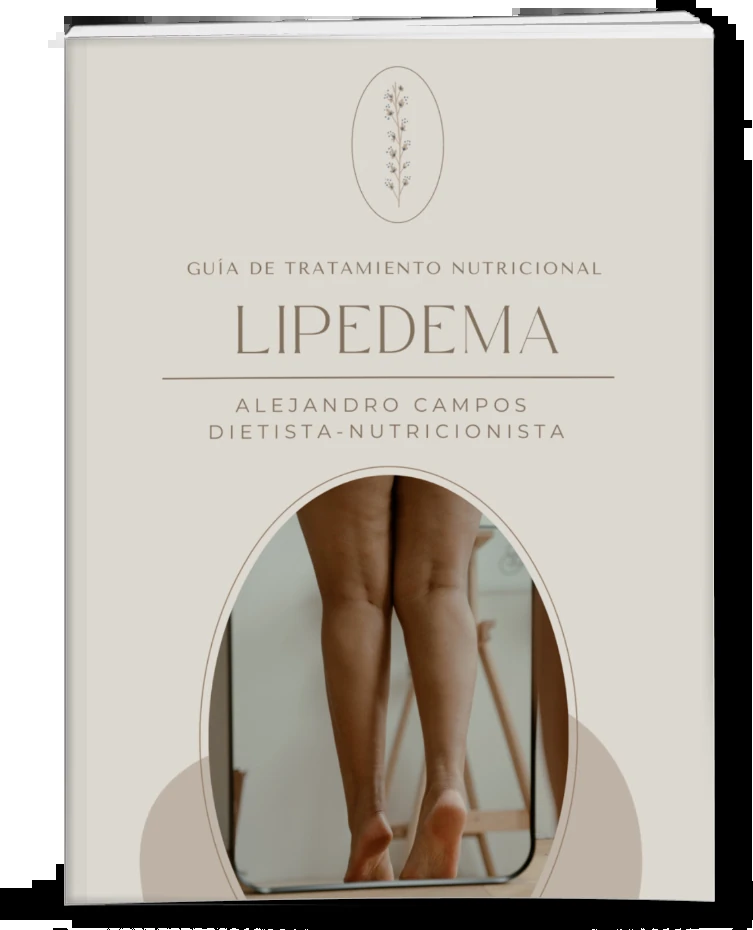 GUÍA DE TRATAMIENTO NUTRICIONAL
LIPEDEMA
ALEJANDRO CAMPOS
DIETISTA-NUTRICIONISTA